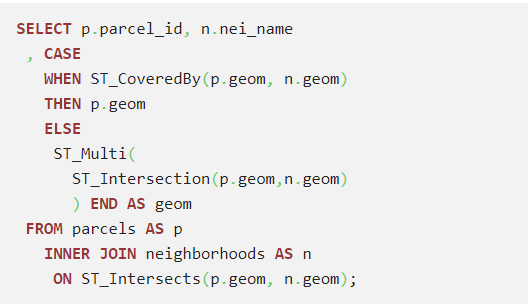 SELECT p.parcel_id, n.nei_name
 , CASE
   WHEN ST_CoveredBy(p.geom, n.geom)
   THEN p.geom
   ELSE
    ST_Multi(
      ST_Intersection(p.geom,n.geom)
      ) END AS geom
 FROM parcels AS p
   INNER JOIN neighborhoods AS n
    ON ST_Intersects(p.geom, n.geom);